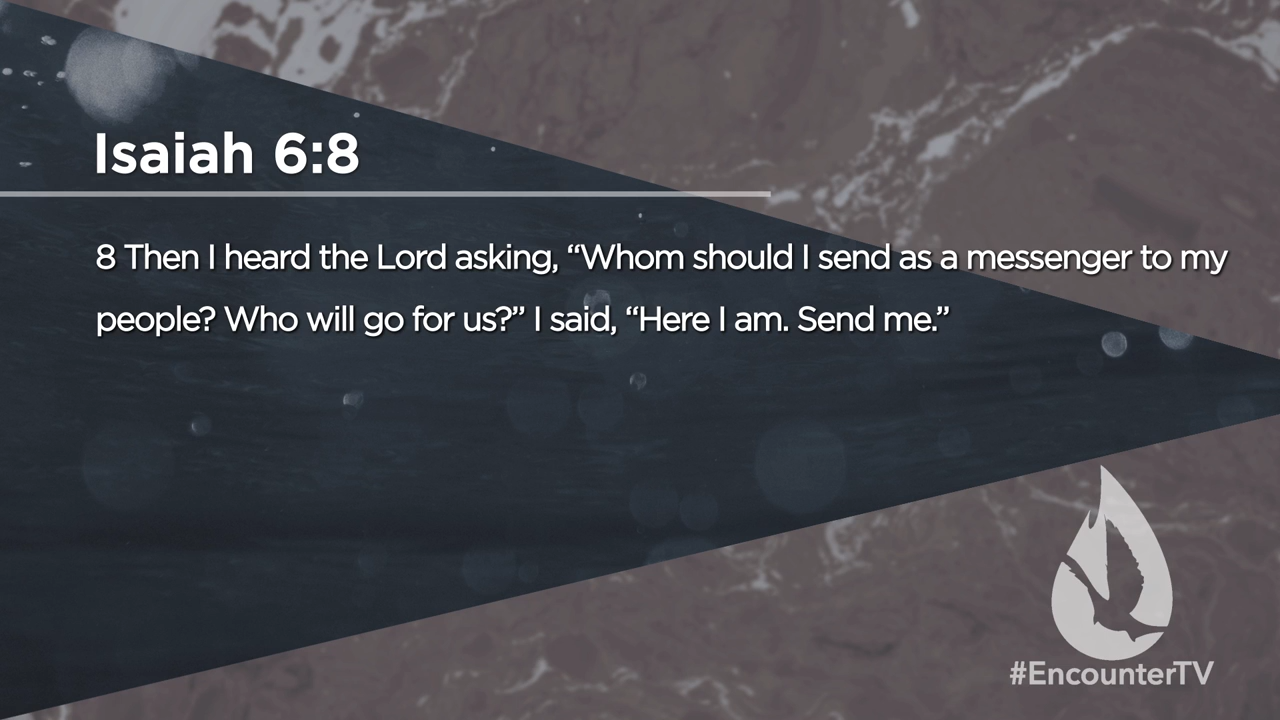 Isaiah 6:8
8 Then I heard the Lord asking, “Whom should I send as a messenger to my
people? Who will go for us?” I said, “Here I am. Send me.”
#EncounterTV